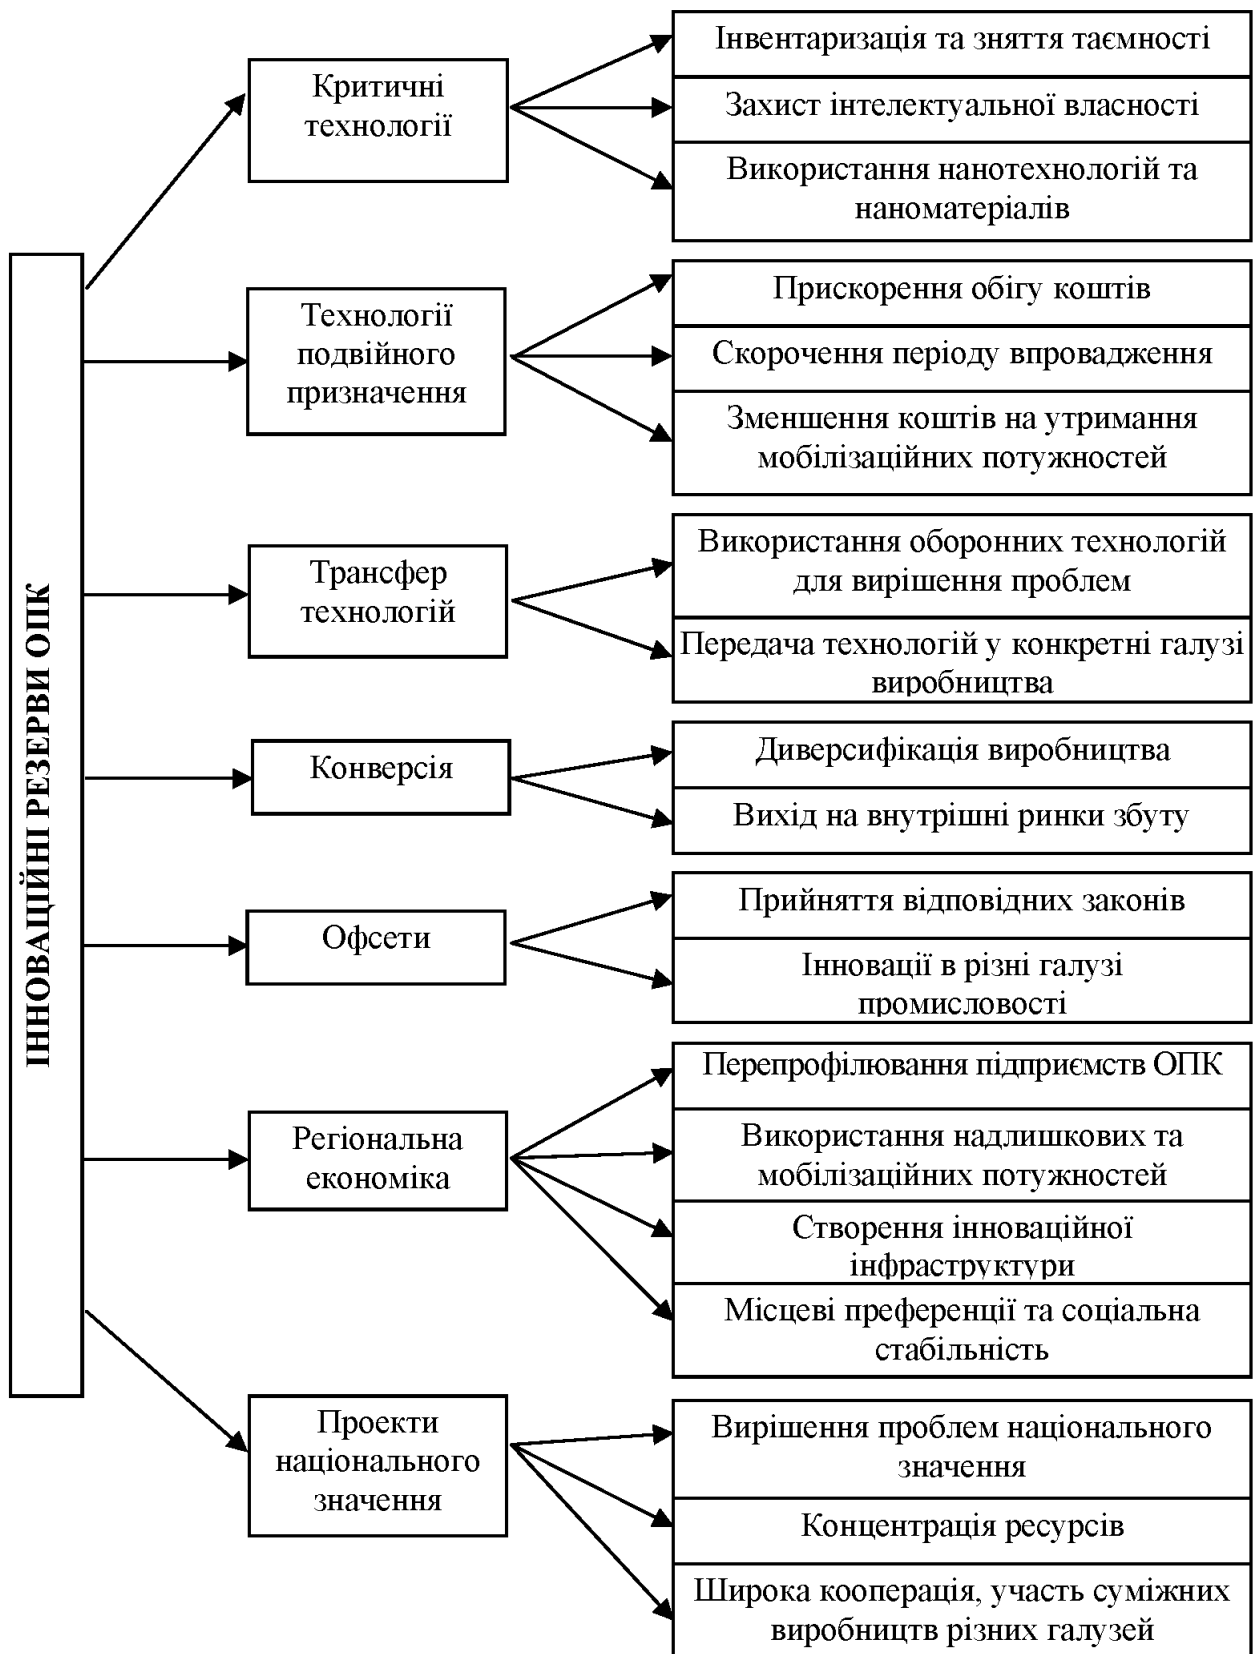 ІННОВАЦІЙНІ РЕЗЕРВИ ОПК
Критичні
технології
Інвентаризація та зняття таємності
Захист інтелектуальної власності
Використання нанотехнологій та
наноматеріалів
Технології
подвійного
призначення
Прискорення обігу коштів
Скорочення періоду впровадження
Зменшення коштів на утримання
мобілізаційних потужностей
Трансфер
технологій
Використання оборонних технологій
для вирішення проблем
Передача технологій у конкретні галузі
виробництва
Конверсія
Диверсифікація виробництва
Вихід на внутрішні ринки збуту
Офсети
Прийняття відповідних законів
Інновації в різні галузі
промисловості
Регіональна
економіка
Перепрофілювання підприємств ОПК
Використання надлишкових та
мобілізаційних потужностей
Створення інноваційної
інфраструктури
Місцеві преференції та соціальна
стабільність
Проекти
національного
значення
Вирішення проблем національного
значення
Концентрація ресурсів
Широка кооперація, участь суміжних
виробництв різних галузей